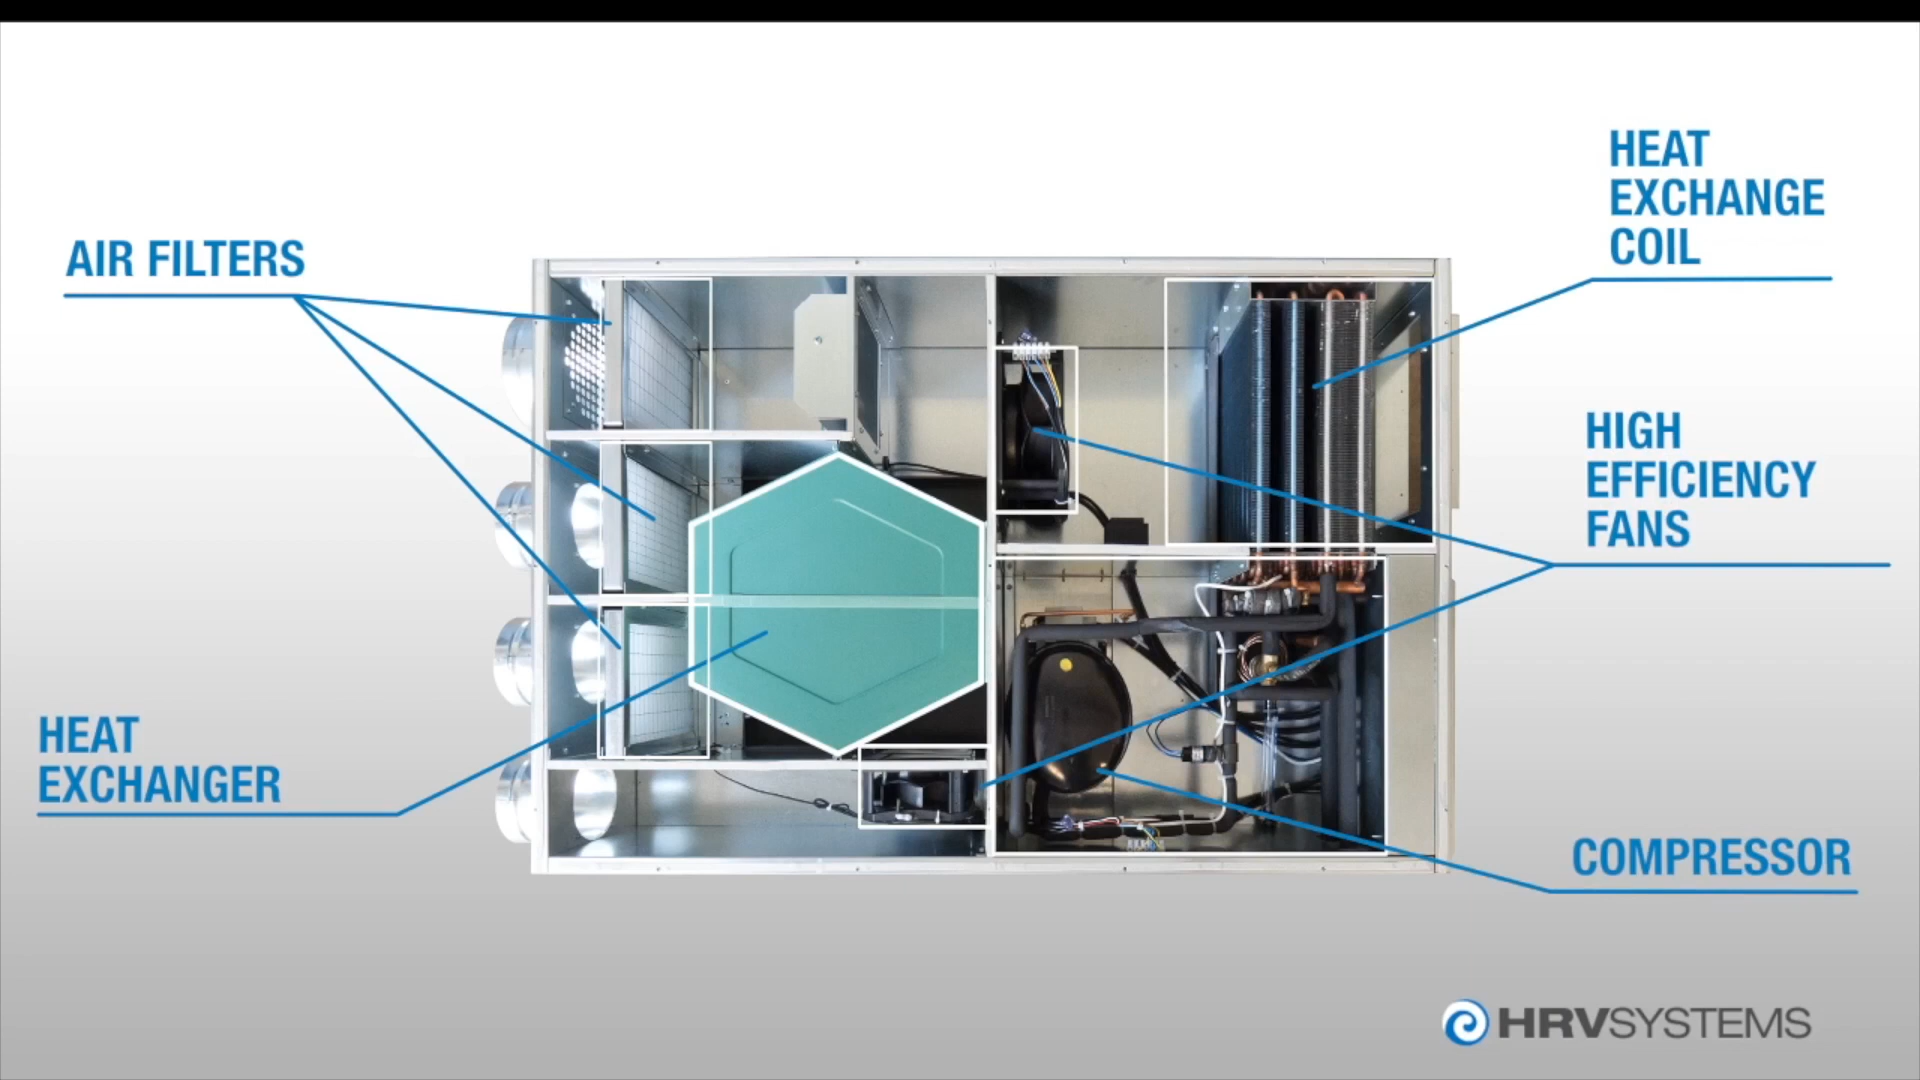 AIR FILTERS
HEAT
EXCHANGER
HEAT
EXCHANGE
COIL
HIGH
EFFICIENCY
FANS
COMPRESSOR
HRVSYSTEMS